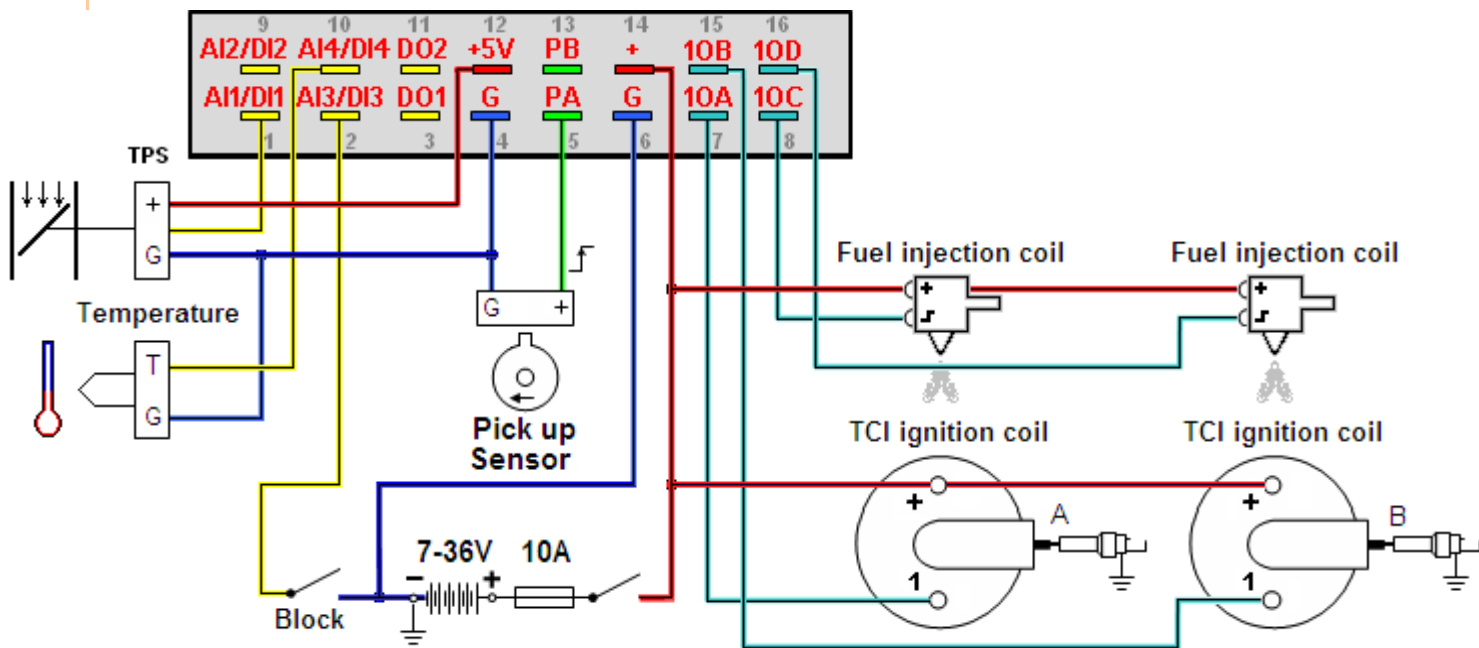 9 10 11 12 13 14 15 16
AI2/DI2 AI4/DI4 DO2 +5V PB + 1OB 1OD
AI1/DI1 AI3/DI3 DO1 G PA G 1OA 1OC
1 2 3 4 5 6 7 8
TPS
+
G
Temperature
T
G
G +
Pick up
Sensor
Fuel injection coil Fuel injection coil
+ +
TCI ignition coil TCI ignition coil
+ A + B
1 1
7-36V 10A
- +
Block